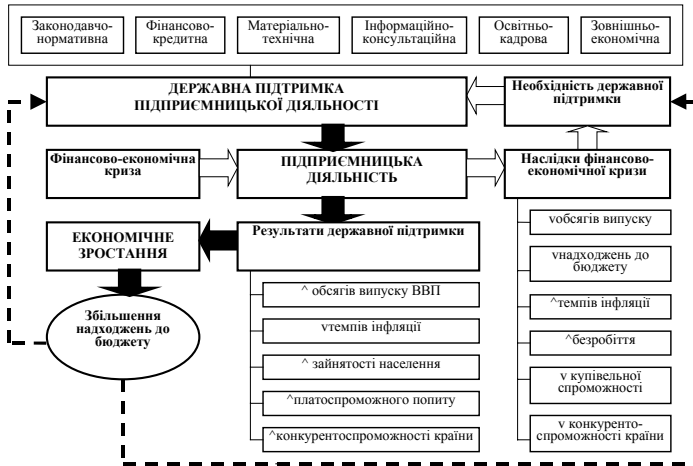 Законодавчо-
нормативна
Фінансово-
кредитна
Матеріально-
технічна
Інформаційно-
консультаційна
Освітньо-
кадрова
Зовнішньо-
економічна
ДЕРЖАВНА ПІДТРИМКА
ПІДПРИЄМНИЦЬКОЇ ДІЯЛЬНОСТІ
Необхідність державної
підтримки
Фінансово-економічна
криза
ПІДПРИЄМНИЦЬКА
ДІЯЛЬНІСТЬ
Наслідки фінансово-
економічної кризи
ЕКОНОМІЧНЕ
ЗРОСТАННЯ
Результати державної підтримки
Збільшення
надходжень до
бюджету
^ обсягів випуску ВВП
vтемпів інфляції
^ зайнятості населення
^платоспроможного попиту
^конкурентоспроможності країни
vобсягів випуску
vнадходжень до
бюджету
^темпів інфляції
^безробіття
v купівельної
спроможності
v конкуренто-
спроможності країни